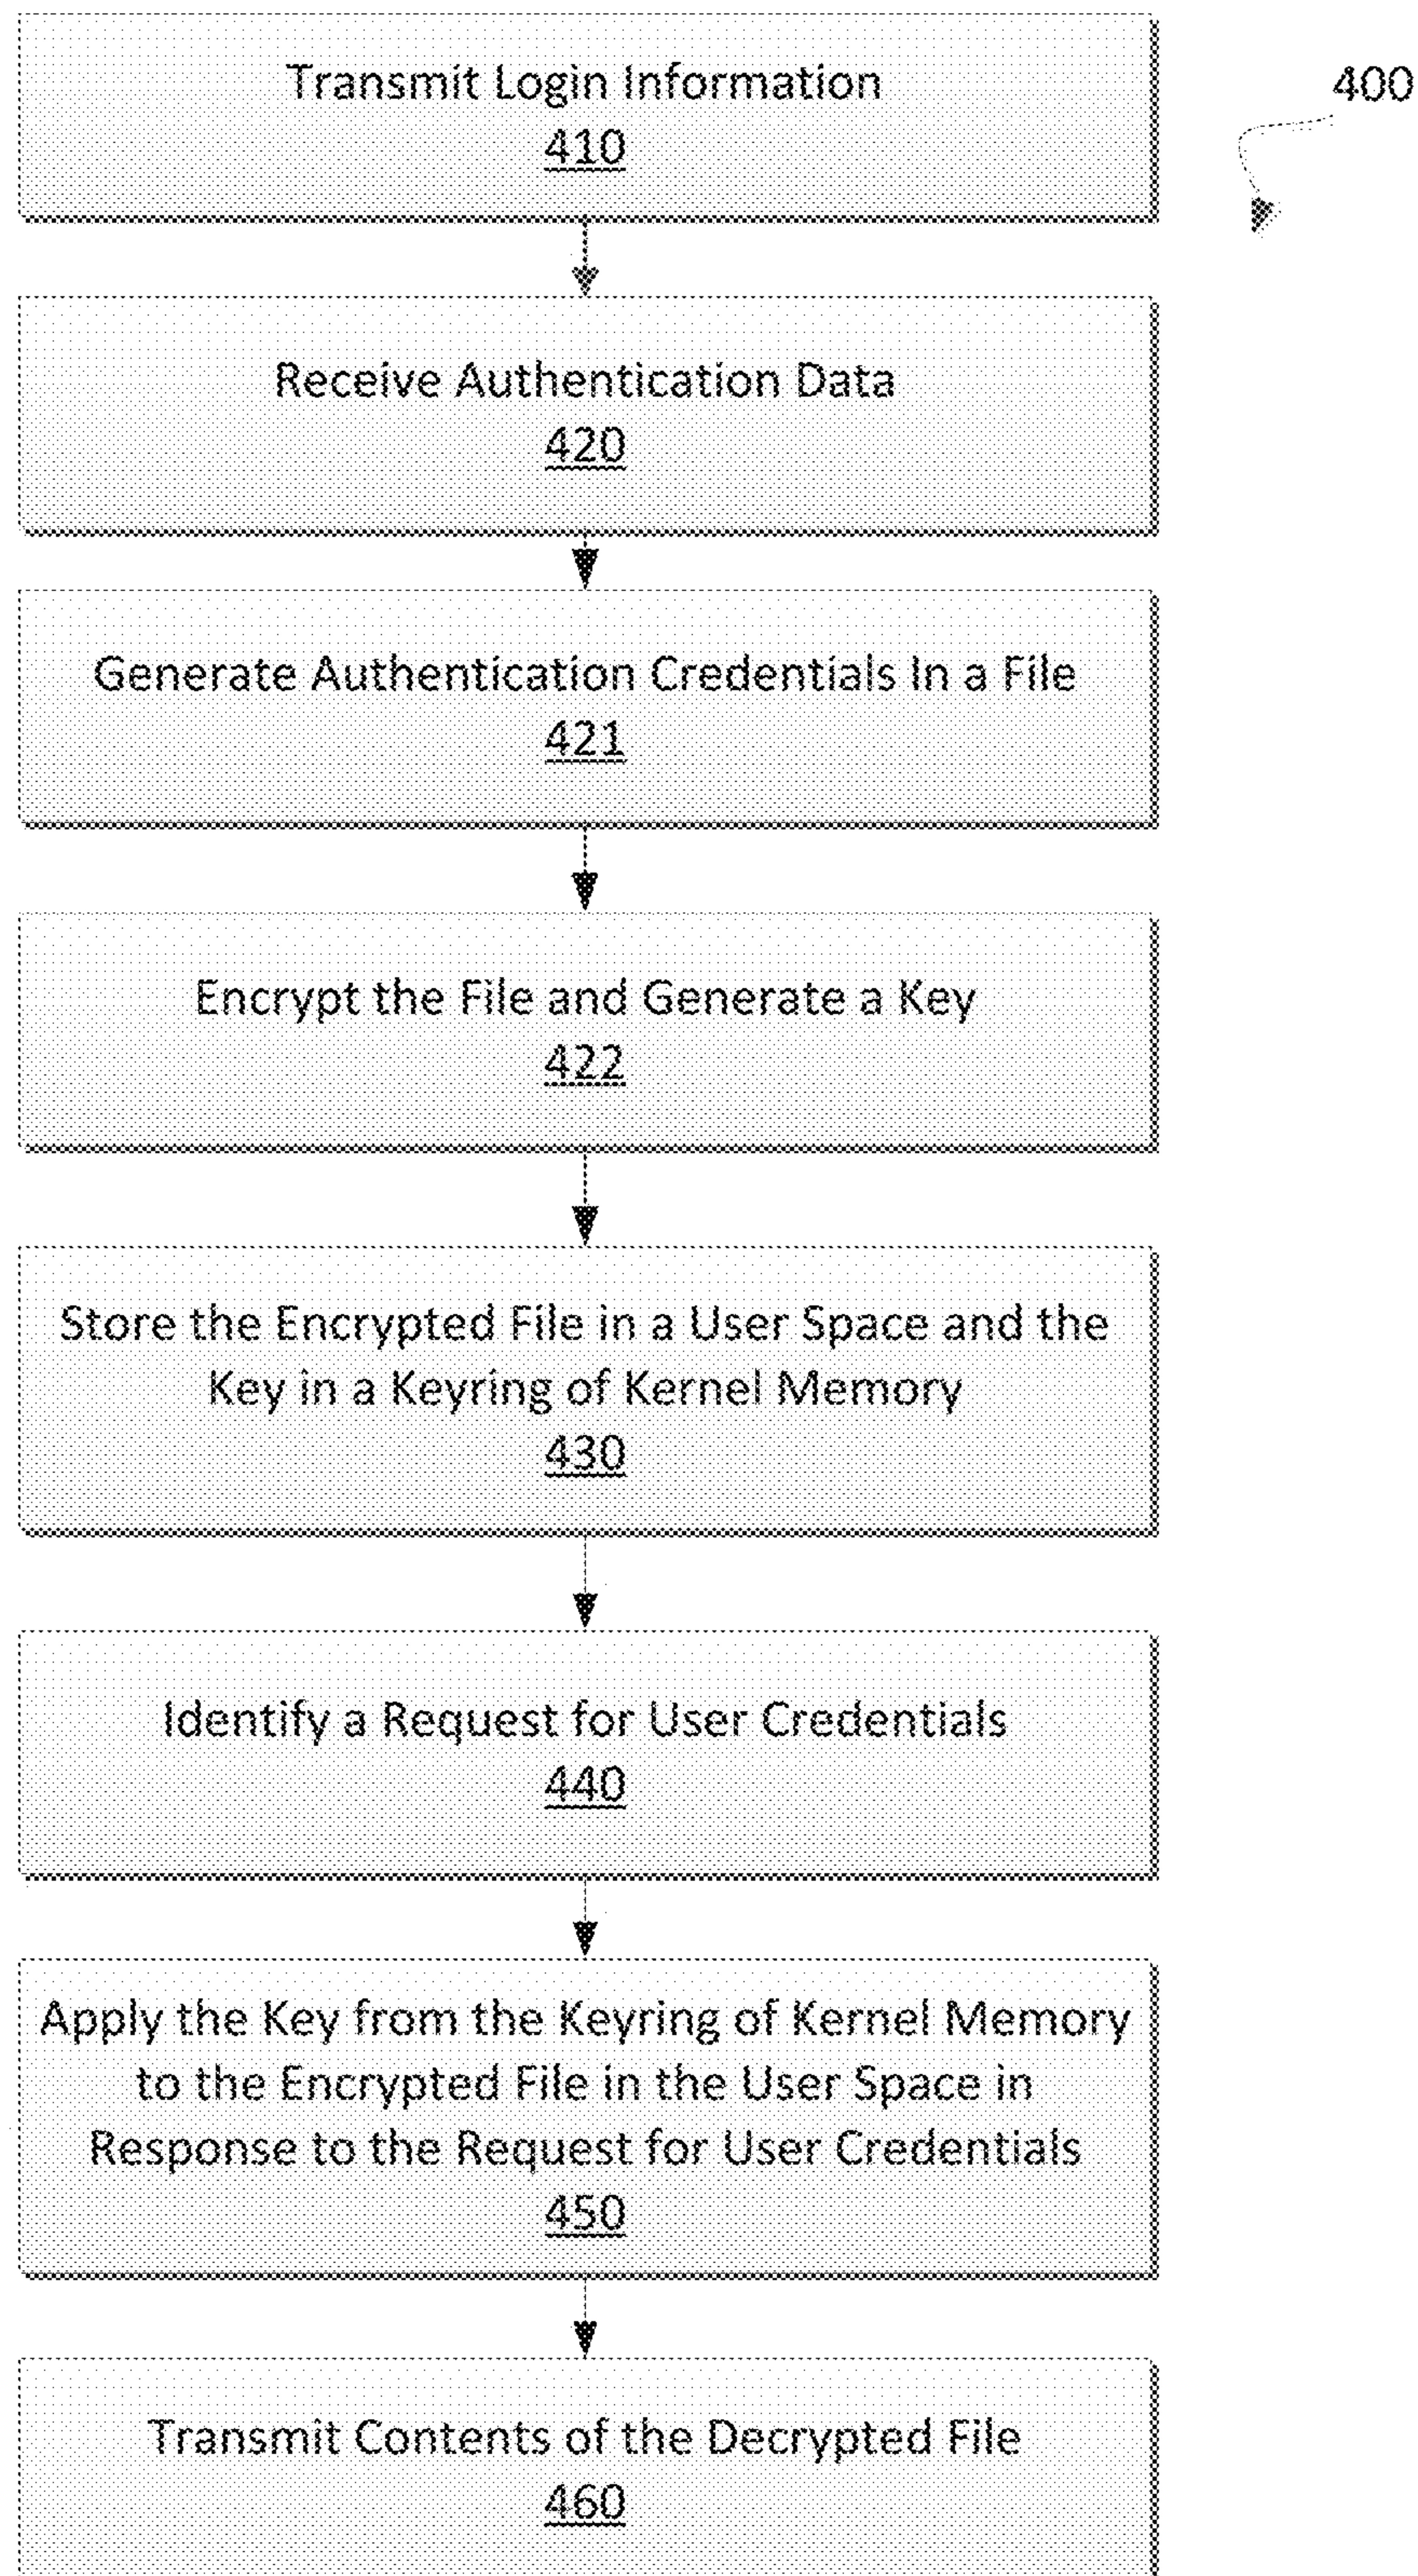 Transmit Login Information
410
400
Receive Authentication Data
420
Generate Authentication Credentials In a File
421
Encrypt the File and Generate a Key
422
Store the Encrypted File in a User Space and the
Key in a Keyring of Kernel Memory
430
Identify a Request for User Credentials
440
Apply the Key from the Keyring of Kernel Memory
to the Encrypted File in the User Space in
Response to the Request for User Credentials
450
Transmit Contents of the Decrypted File
460